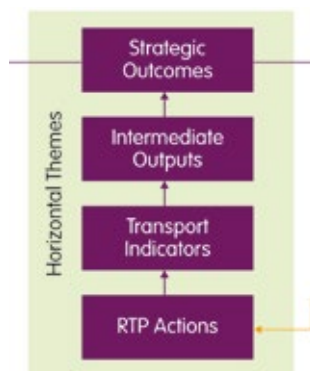 Strategic
Outcomes
Intermediate
Outputs
Transport
Indicators
RTP Actions
Horizontal Themes